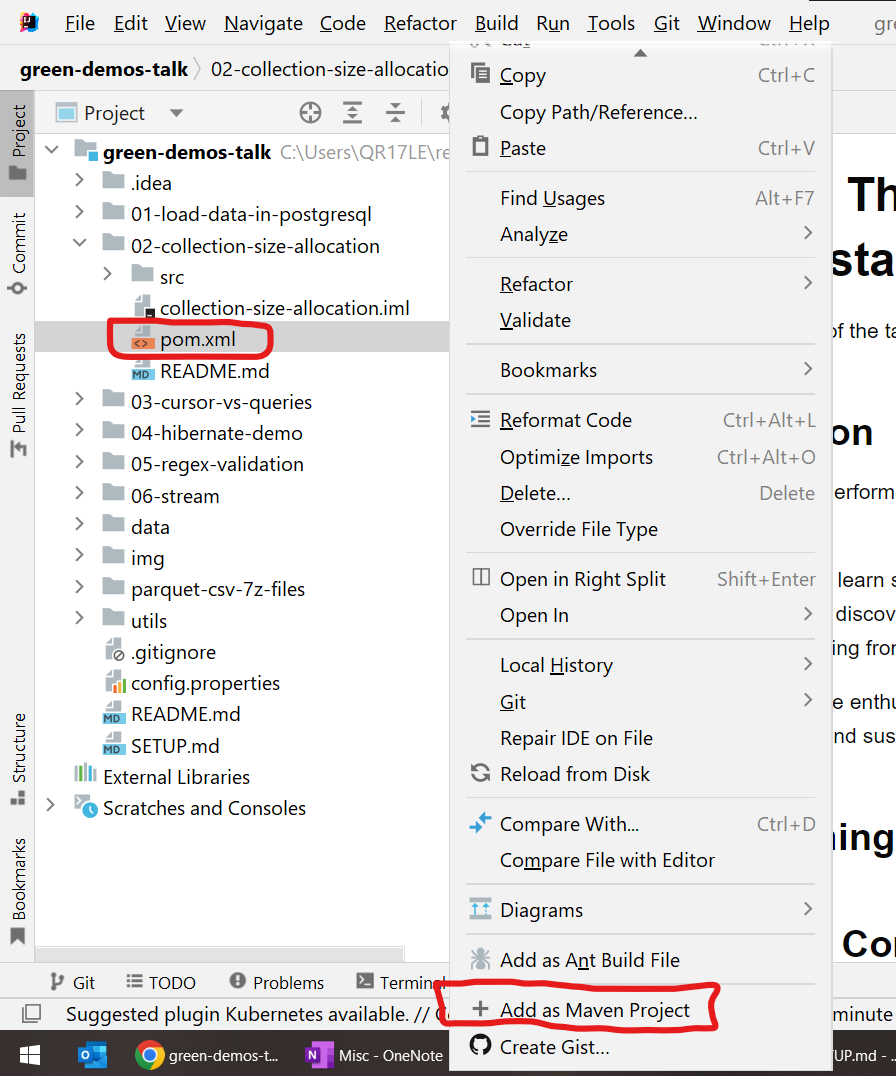 File Edit View Navigate Code Refactor Build Run Tools Git Window Help
green-demos-talk 02-collection-size-allocatio
Project
Project
Commit
Pull Requests
Structure
Bookmarks
green-demos-talk C:\Users\QR17LE\re
.idea
01-load-data-in-postgresql
02-collection-size-allocation
src
collection-size-allocation.iml
pom.xml
README.md
03-cursor-vs-queries
04-hibernate-demo
05-regex-validation
06-stream
data
img
parquet-csv-7z-files
utils
.gitignore
config.properties
README.md
SETUP.md
External Libraries
Scratches and Consoles
Copy Ctrl+C
Copy Path/Reference...
Paste Ctrl+V
Find Usages Alt+F7
Analyze
Refactor
Validate
Bookmarks
Reformat Code Ctrl+Alt+L
Optimize Imports Ctrl+Alt+O
Delete... Delete
Override File Type
Open in Right Split Shift+Enter
Open In
Local History
Git
Repair IDE on File
Reload from Disk
Compare With... Ctrl+D
Compare File with Editor
Diagrams
Add as Ant Build File
Add as Maven Project
Create Gist...
Th
sta
of the ta
on
erform
learn s
discov
ing fror
e enthu
nd sus
ning
Co
Git TODO Problems Terminal
Suggested plugin Kubernetes available. // C
minute
green-demos-t... Misc - OneNote
UP.md - ...